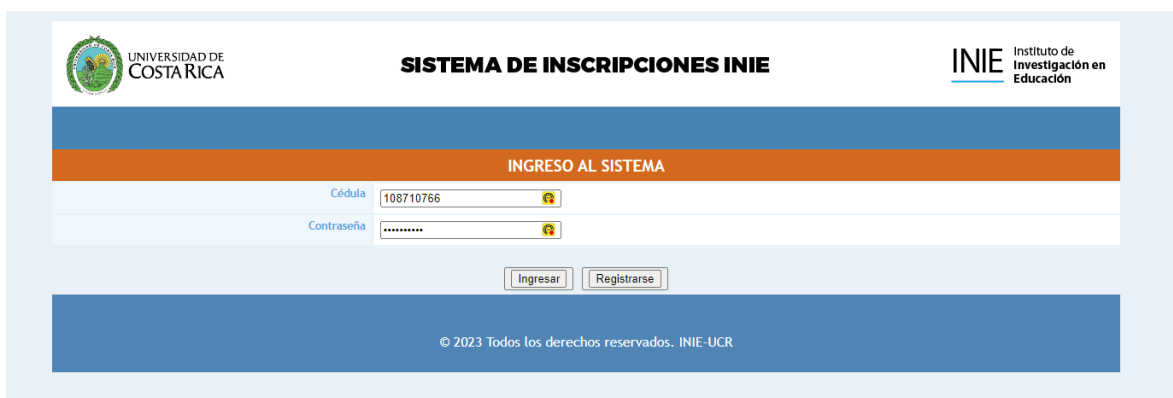 UNIVERSIDAD DE
COSTA RICA
SISTEMA DE INSCRIPCIONES INIE
INIE
Instituto de
Investigación en
Educación
INGRESO AL SISTEMA
Cédula
108710766
Contraseña
••••••••••
Ingresar
Registrarse
© 2023 Todos los derechos reservados. INIE-UCR